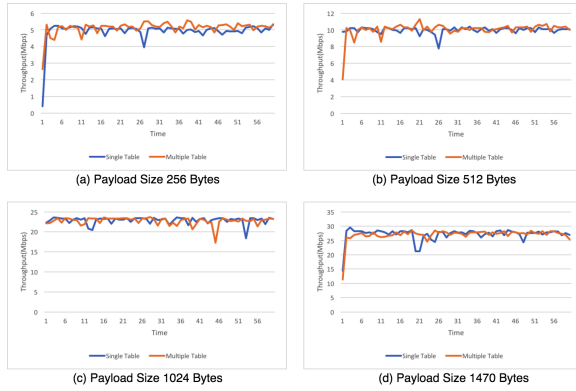 Throughput(Mbps)
6
5
4
3
2
1
0
1 6 11 16 21 26 31 36 41 46 51 56
Time
Single Table Multiple Table
(a) Payload Size 256 Bytes
Throughput(Mbps)
12
10
8
6
4
2
0
1 6 11 16 21 26 31 36 41 46 51 56
Time
Single Table Multiple Table
(b) Payload Size 512 Bytes
Throughput(Mbps)
25
20
15
10
5
0
1 6 11 16 21 26 31 36 41 46 51 56
Time
Single Table Multiple Table
(c) Payload Size 1024 Bytes
Throughput(Mbps)
35
30
25
20
15
10
5
0
1 6 11 16 21 26 31 36 41 46 51 56
Time
Single Table Multiple Table
(d) Payload Size 1470 Bytes